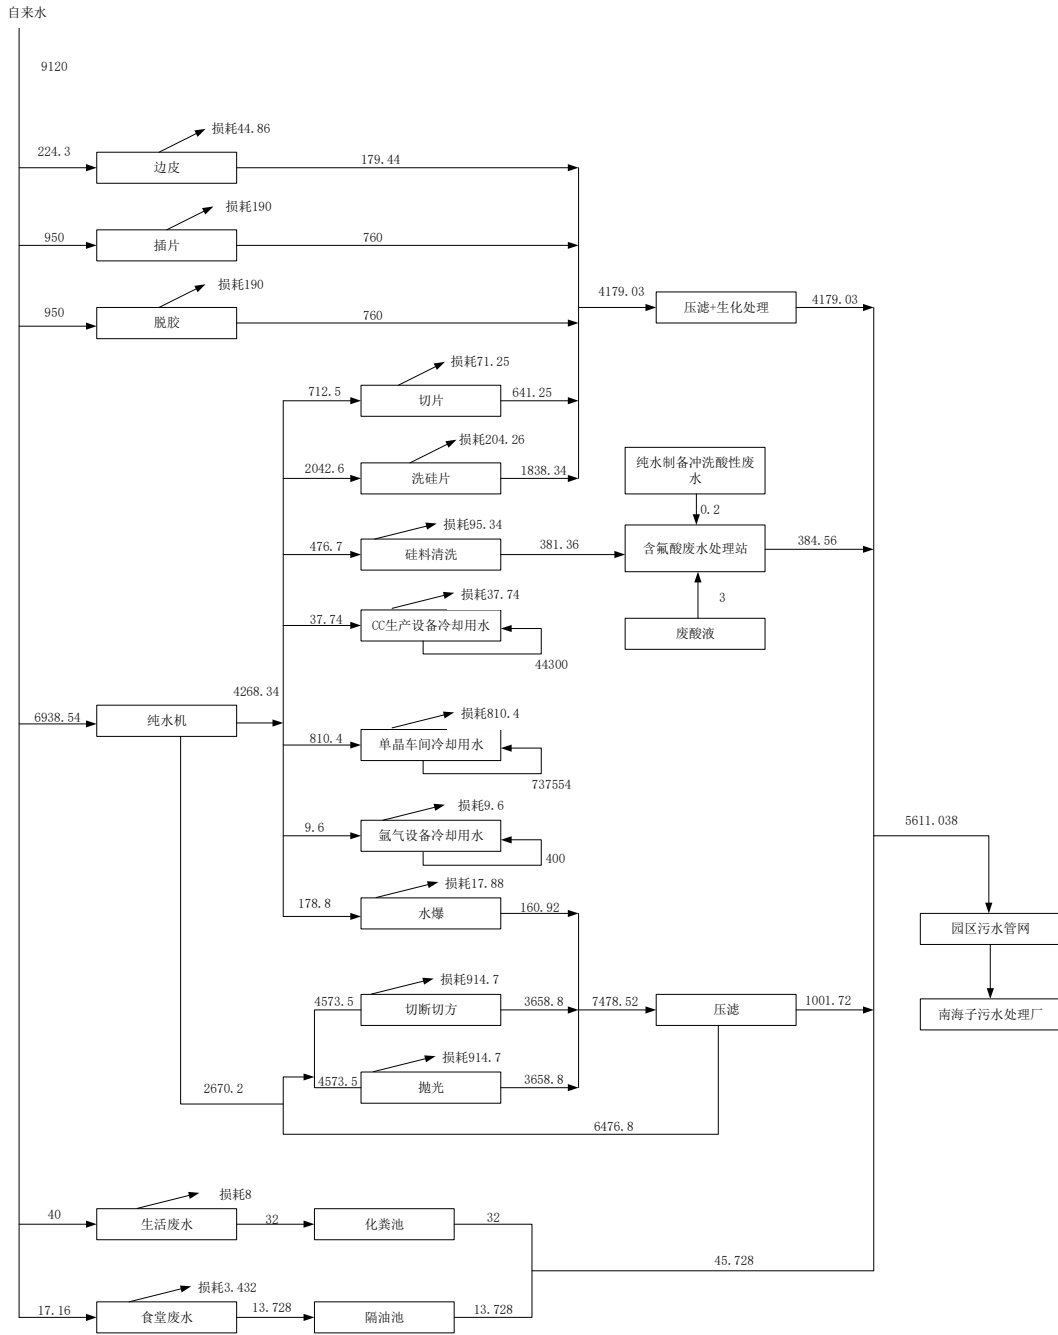 自来水
9120
损耗44.86
224.3
边皮
179.44
损耗190
950
插片
760
损耗190
950
脱胶
760
4179.03
压滤+生化处理
4179.03
损耗71.25
712.5
切片
641.25
损耗204.26
2042.6
洗硅片
1838.34
纯水制备冲洗酸性废
水
0.2
损耗95.34
476.7
硅料清洗
381.36
含氟酸废水处理站
384.56
3
废酸液
损耗37.74
37.74
CC生产设备冷却用水
44300
6938.54
纯水机
4268.34
损耗810.4
810.4
单晶车间冷却用水
737554
损耗9.6
9.6
氩气设备冷却用水
400
5611.038
损耗17.88
178.8
水爆
160.92
园区污水管网
损耗914.7
4573.5
切断切方
3658.8
7478.52
压滤
1001.72
南海子污水处理厂
损耗914.7
4573.5
抛光
3658.8
2670.2
6476.8
损耗8
40
生活废水
32
化粪池
32
45.728
损耗3.432
17.16
食堂废水
13.728
隔油池
13.728